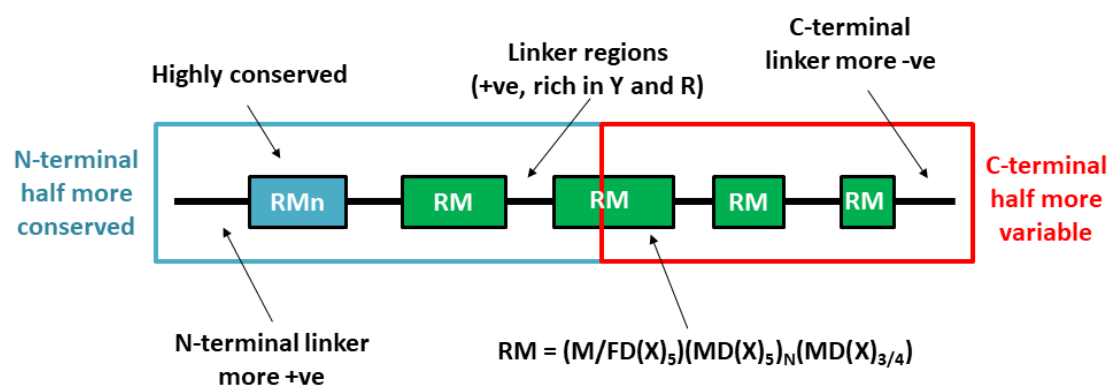 Highly conserved
Linker regions
(+ve, rich in Y and R)
C-terminal
linker more -ve
N-terminal
half more
conserved
RMn
RM
RM
RM
RM
C-terminal
half more
variable
N-terminal linker
more +ve
RM = (M/FD(X)₅)(MD(X)₅)N(MD(X)₃/₄)